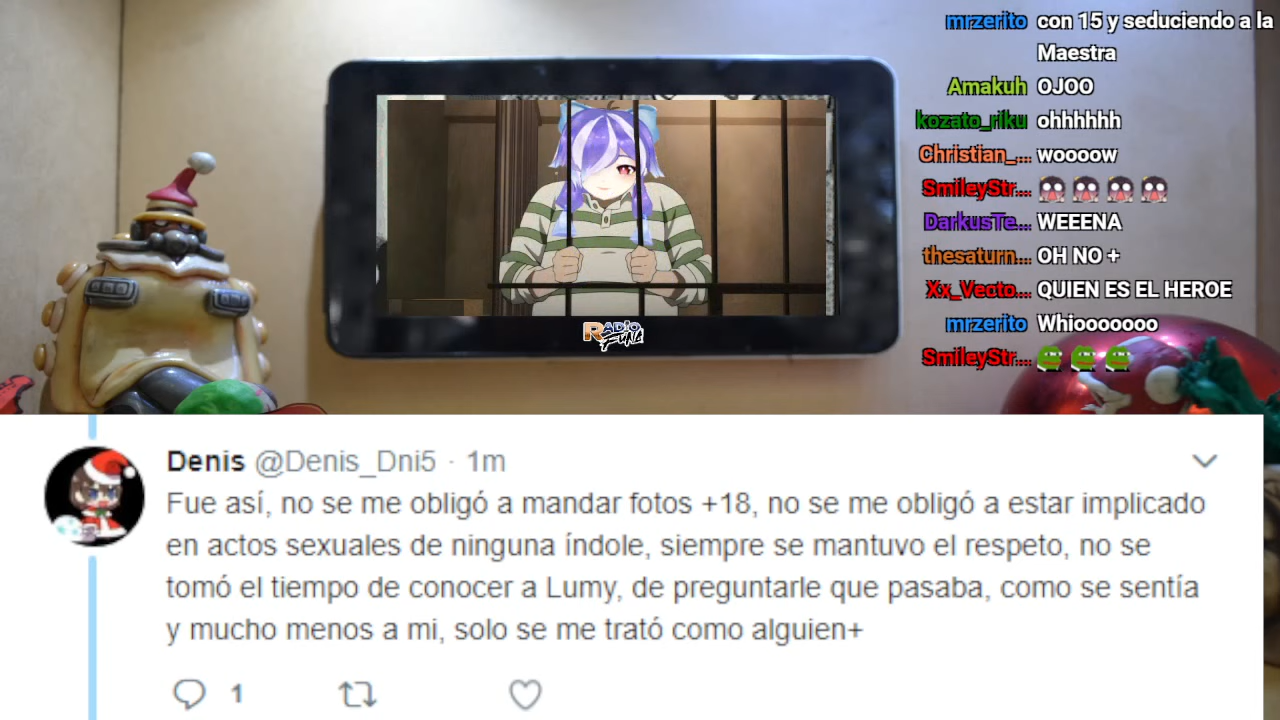 mrzerito con 15 y seduciendo a la
Maestra
Amakuh OJOO
kozato_riku ohhhhhh
Christian_... woooow
SmileyStr...
DarkusTe... WEEENA
thesaturn... OH NO +
Xx_Vecto... QUIEN ES EL HEROE
mrzerito Whiooooooo
SmileyStr...
RADIO
FUNA
Denis @Denis_Dni5 · 1m
Fue así, no se me obligó a mandar fotos +18, no se me obligó a estar implicado
en actos sexuales de ninguna índole, siempre se mantuvo el respeto, no se
tomó el tiempo de conocer a Lumy, de preguntarle que pasaba, como se sentía
y mucho menos a mi, solo se me trató como alguien+
1